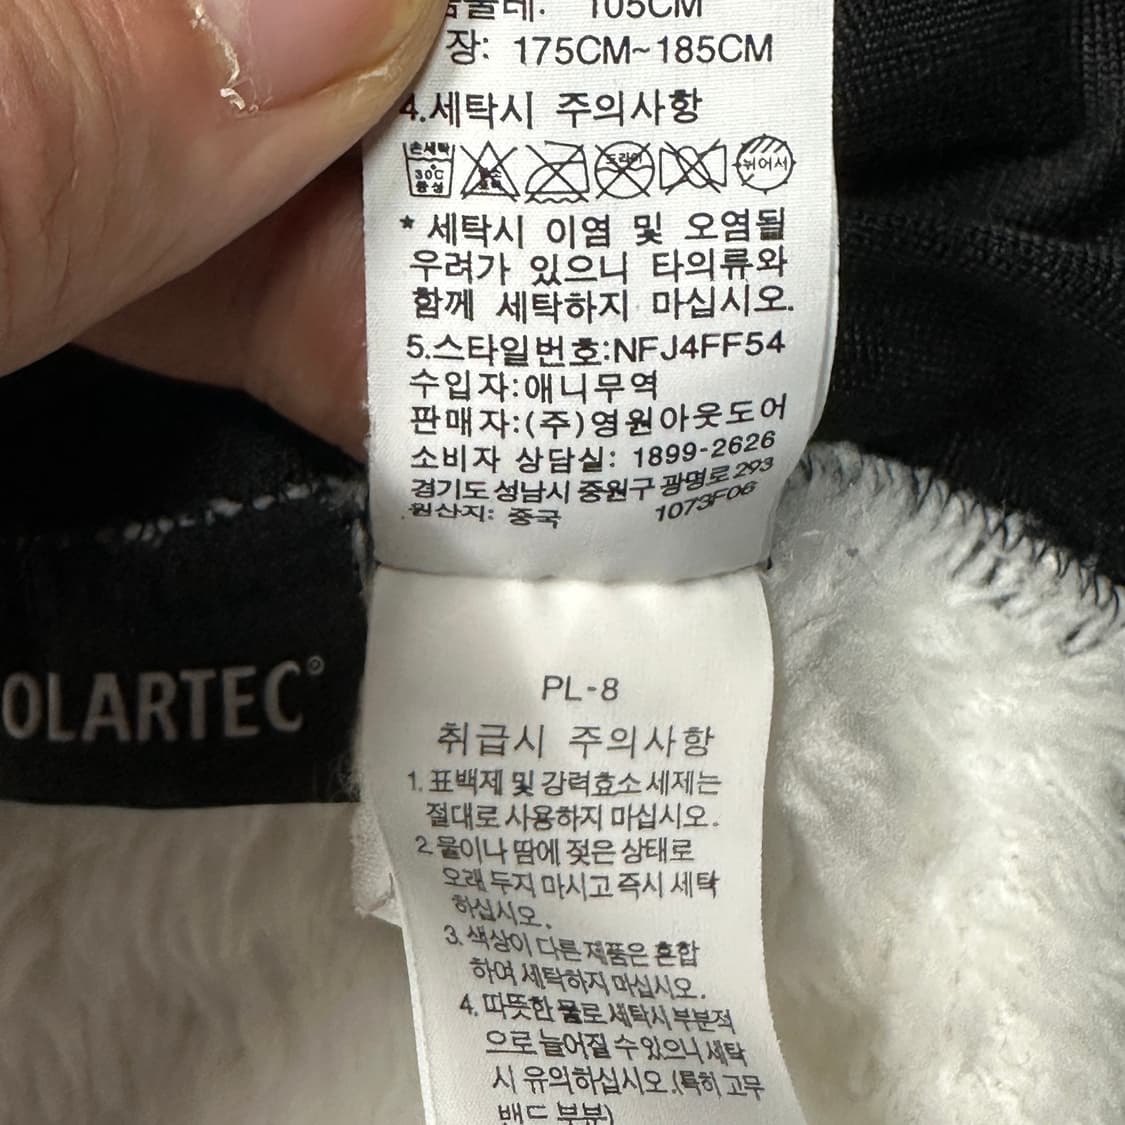 105CM
장: 175CM~185CM
4.세탁시 주의사항
손세탁
30℃
중성
염소
표백
드라이
뉘어서
* 세탁시 이염 및 오염될
우려가 있으니 타의류와
함께 세탁하지 마십시오.
5.스타일번호:NFJ4FF54
수입자:애니무역
판매자:(주)영원아웃도어
소비자 상담실: 1899-2626
경기도 성남시 중원구 광명로 293
원산지: 중국 1073F06
OLARTEC®
PL-8
취급시 주의사항
1. 표백제 및 강력효소 세제는
절대로 사용하지 마십시오.
2. 물이나 땀에 젖은 상태로
오래 두지 마시고 즉시 세탁
하십시오.
3. 색상이 다른 제품은 혼합
하여 세탁하지 마십시오.
4. 따뜻한 물로 세탁시 부분적
으로 늘어질 수 있으니 세탁
시 유의하십시오.(특히 고무
밴드 부분)